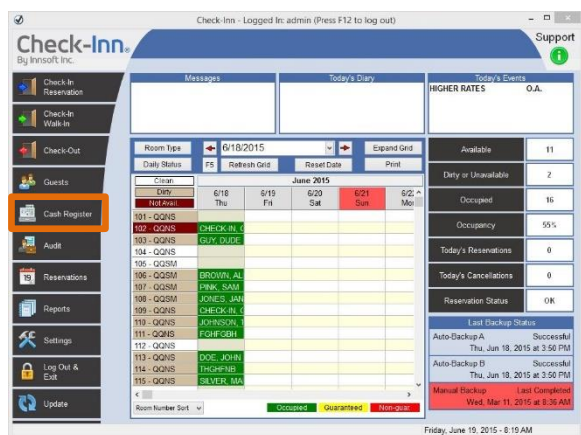 Check-Inn - Logged In: admin (Press F12 to log out)
Check-Inn®
By Innsoft Inc.
Support
Check-In
Reservation
Check-In
Walk-In
Check-Out
Guests
Cash Register
Audit
19
Reservations
Reports
Settings
Log Out &
Exit
Update
Messages
Today's Diary
Today's Events
HIGHER RATES O.A.
Room Type 6/18/2015 Expand Grid
Daily Status F5 Refresh Grid Reset Date Print
Clean June 2015
Dirty 6/18 6/19 6/20 6/21 6/22
Not Avail. Thu Fri Sat Sun Mon
101 - QQNS
102 - QQNS CHECK-IN, C
103 - QQNS GUY, DUDE
104 - QQNS
105 - QQSM
106 - QQSM BROWN, AL
107 - QQSM PINK, SAM
108 - QQSM JONES, JAN
109 - QQNS CHECK-IN, C
110 - QQNS JOHNSON, T
111 - QQNS FGHFGBH
112 - QQNS
113 - QQNS DOE, JOHN
114 - QQNS THGHFNB
115 - QQNS SILVER, MA
Room Number Sort Occupied Guaranteed Non-guar.
Available 11
Dirty or Unavailable 2
Occupied 16
Occupancy 55%
Today's Reservations 0
Today's Cancellations 0
Reservation Status OK
Last Backup Status
Auto-Backup A Successful
Thu, Jun 18, 2015 at 3:50 PM
Auto-Backup B Successful
Thu, Jun 18, 2015 at 3:50 PM
Manual Backup Last Completed
Wed, Mar 11, 2015 at 8:36 AM
Friday, June 19, 2015 - 8:19 AM